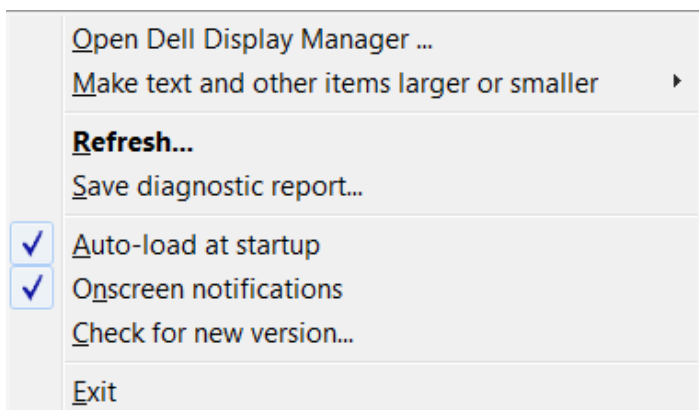 Open Dell Display Manager ...
Make text and other items larger or smaller
Refresh...
Save diagnostic report...
Auto-load at startup
Onscreen notifications
Check for new version...
Exit